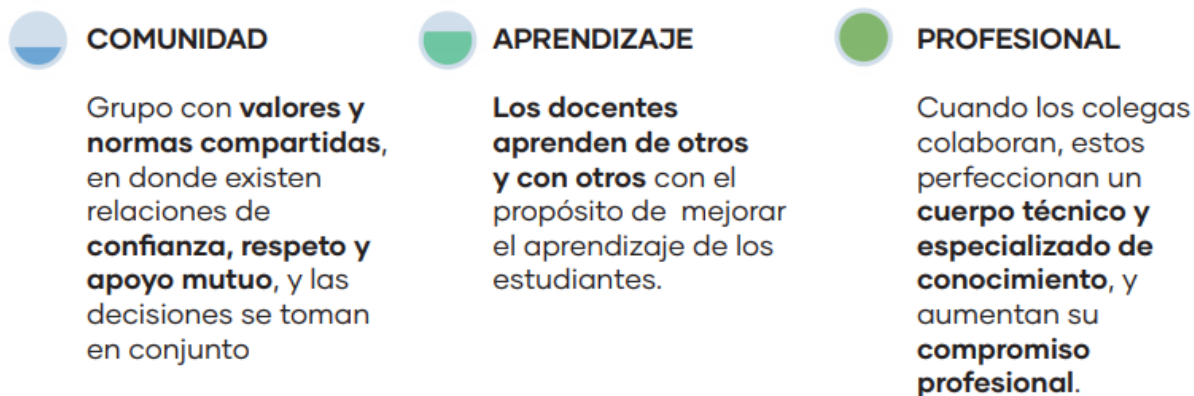 COMUNIDAD
Grupo con valores y
normas compartidas,
en donde existen
relaciones de
confianza, respeto y
apoyo mutuo, y las
decisiones se toman
en conjunto
APRENDIZAJE
Los docentes
aprenden de otros
y con otros con el
propósito de mejorar
el aprendizaje de los
estudiantes.
PROFESIONAL
Cuando los colegas
colaboran, estos
perfeccionan un
cuerpo técnico y
especializado de
conocimiento, y
aumentan su
compromiso
profesional.